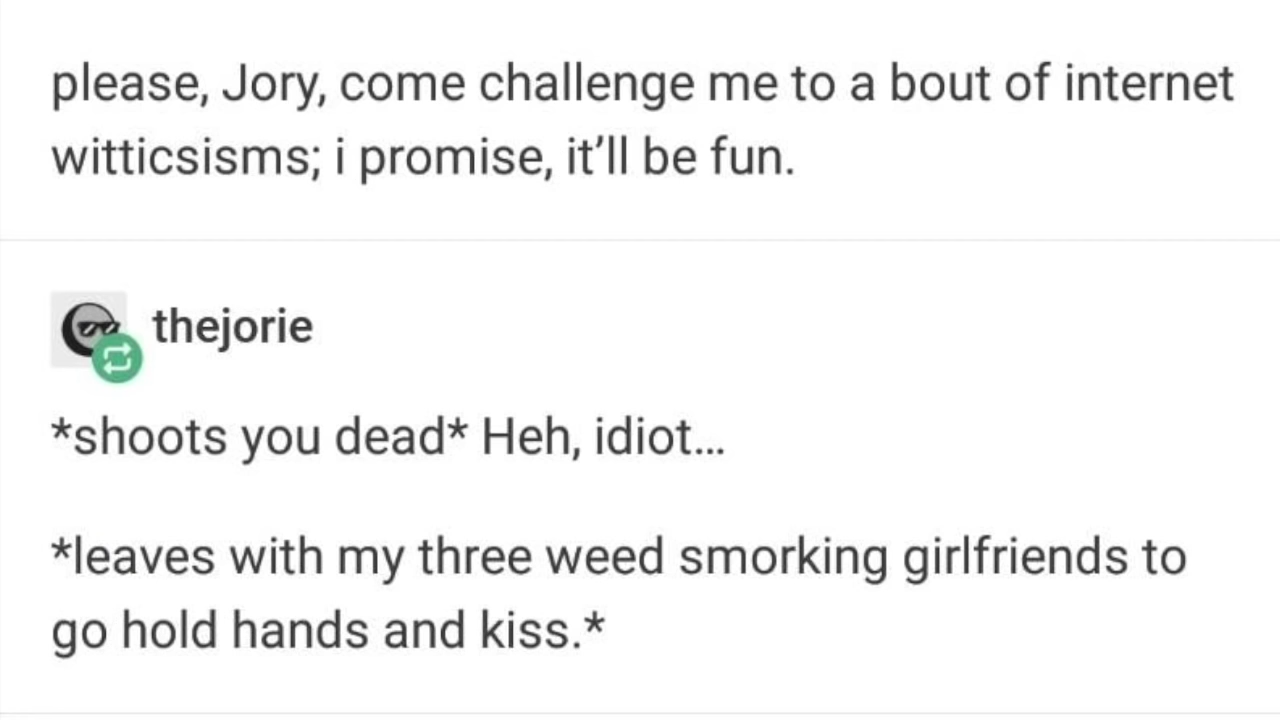 please, Jory, come challenge me to a bout of internet
witticsisms; i promise, it’ll be fun.
thejorie
*shoots you dead* Heh, idiot…
*leaves with my three weed smorking girlfriends to
go hold hands and kiss.*